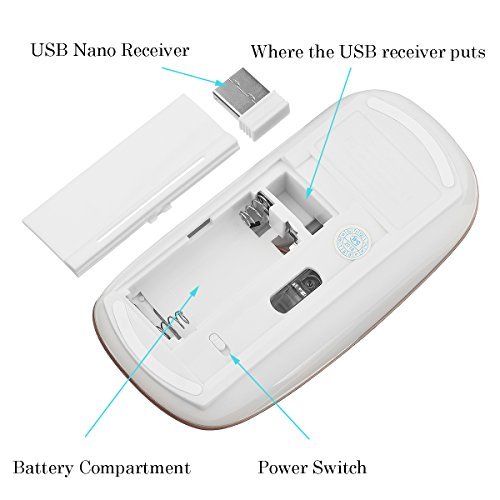 USB Nano Receiver
Where the USB receiver puts
Battery Compartment
Power Switch